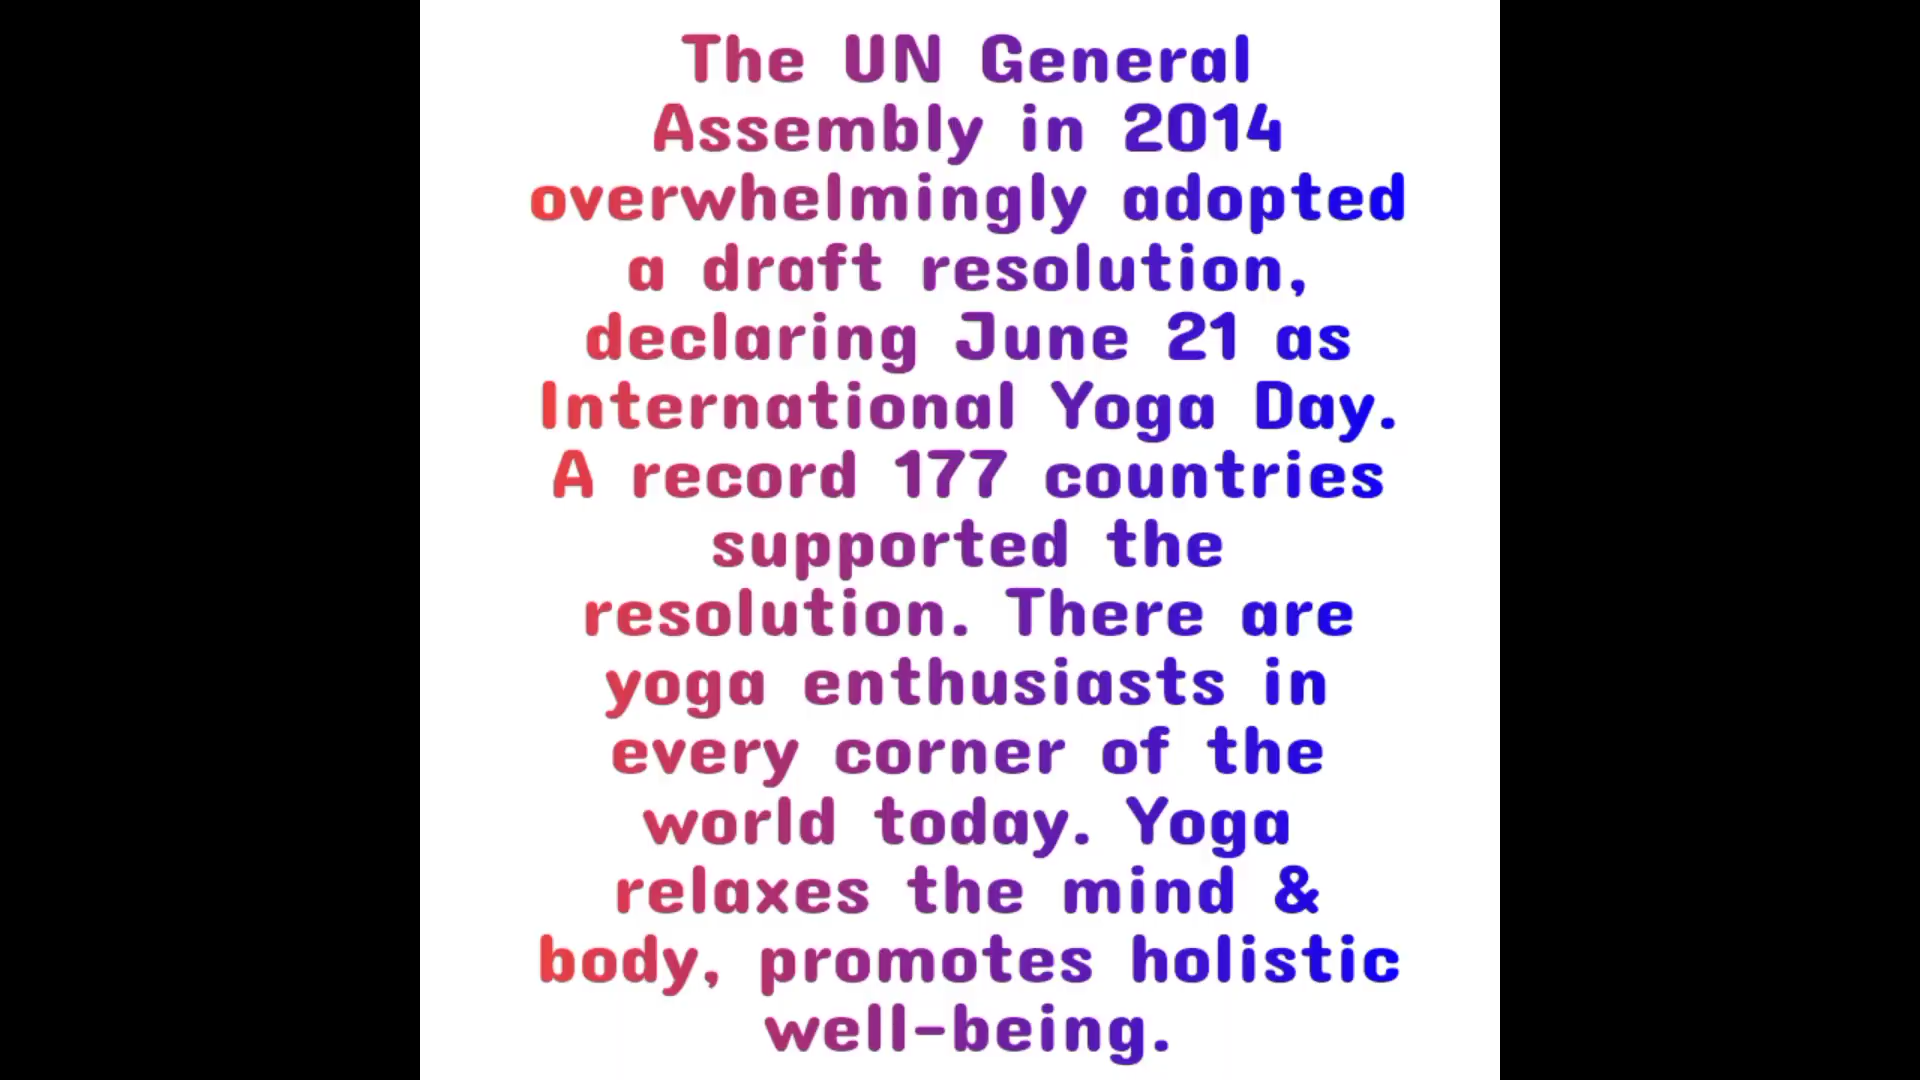 The UN General
Assembly in 2014
overwhelmingly adopted
a draft resolution,
declaring June 21 as
International Yoga Day.
A record 177 countries
supported the
resolution. There are
yoga enthusiasts in
every corner of the
world today. Yoga
relaxes the mind &
body, promotes holistic
well-being.